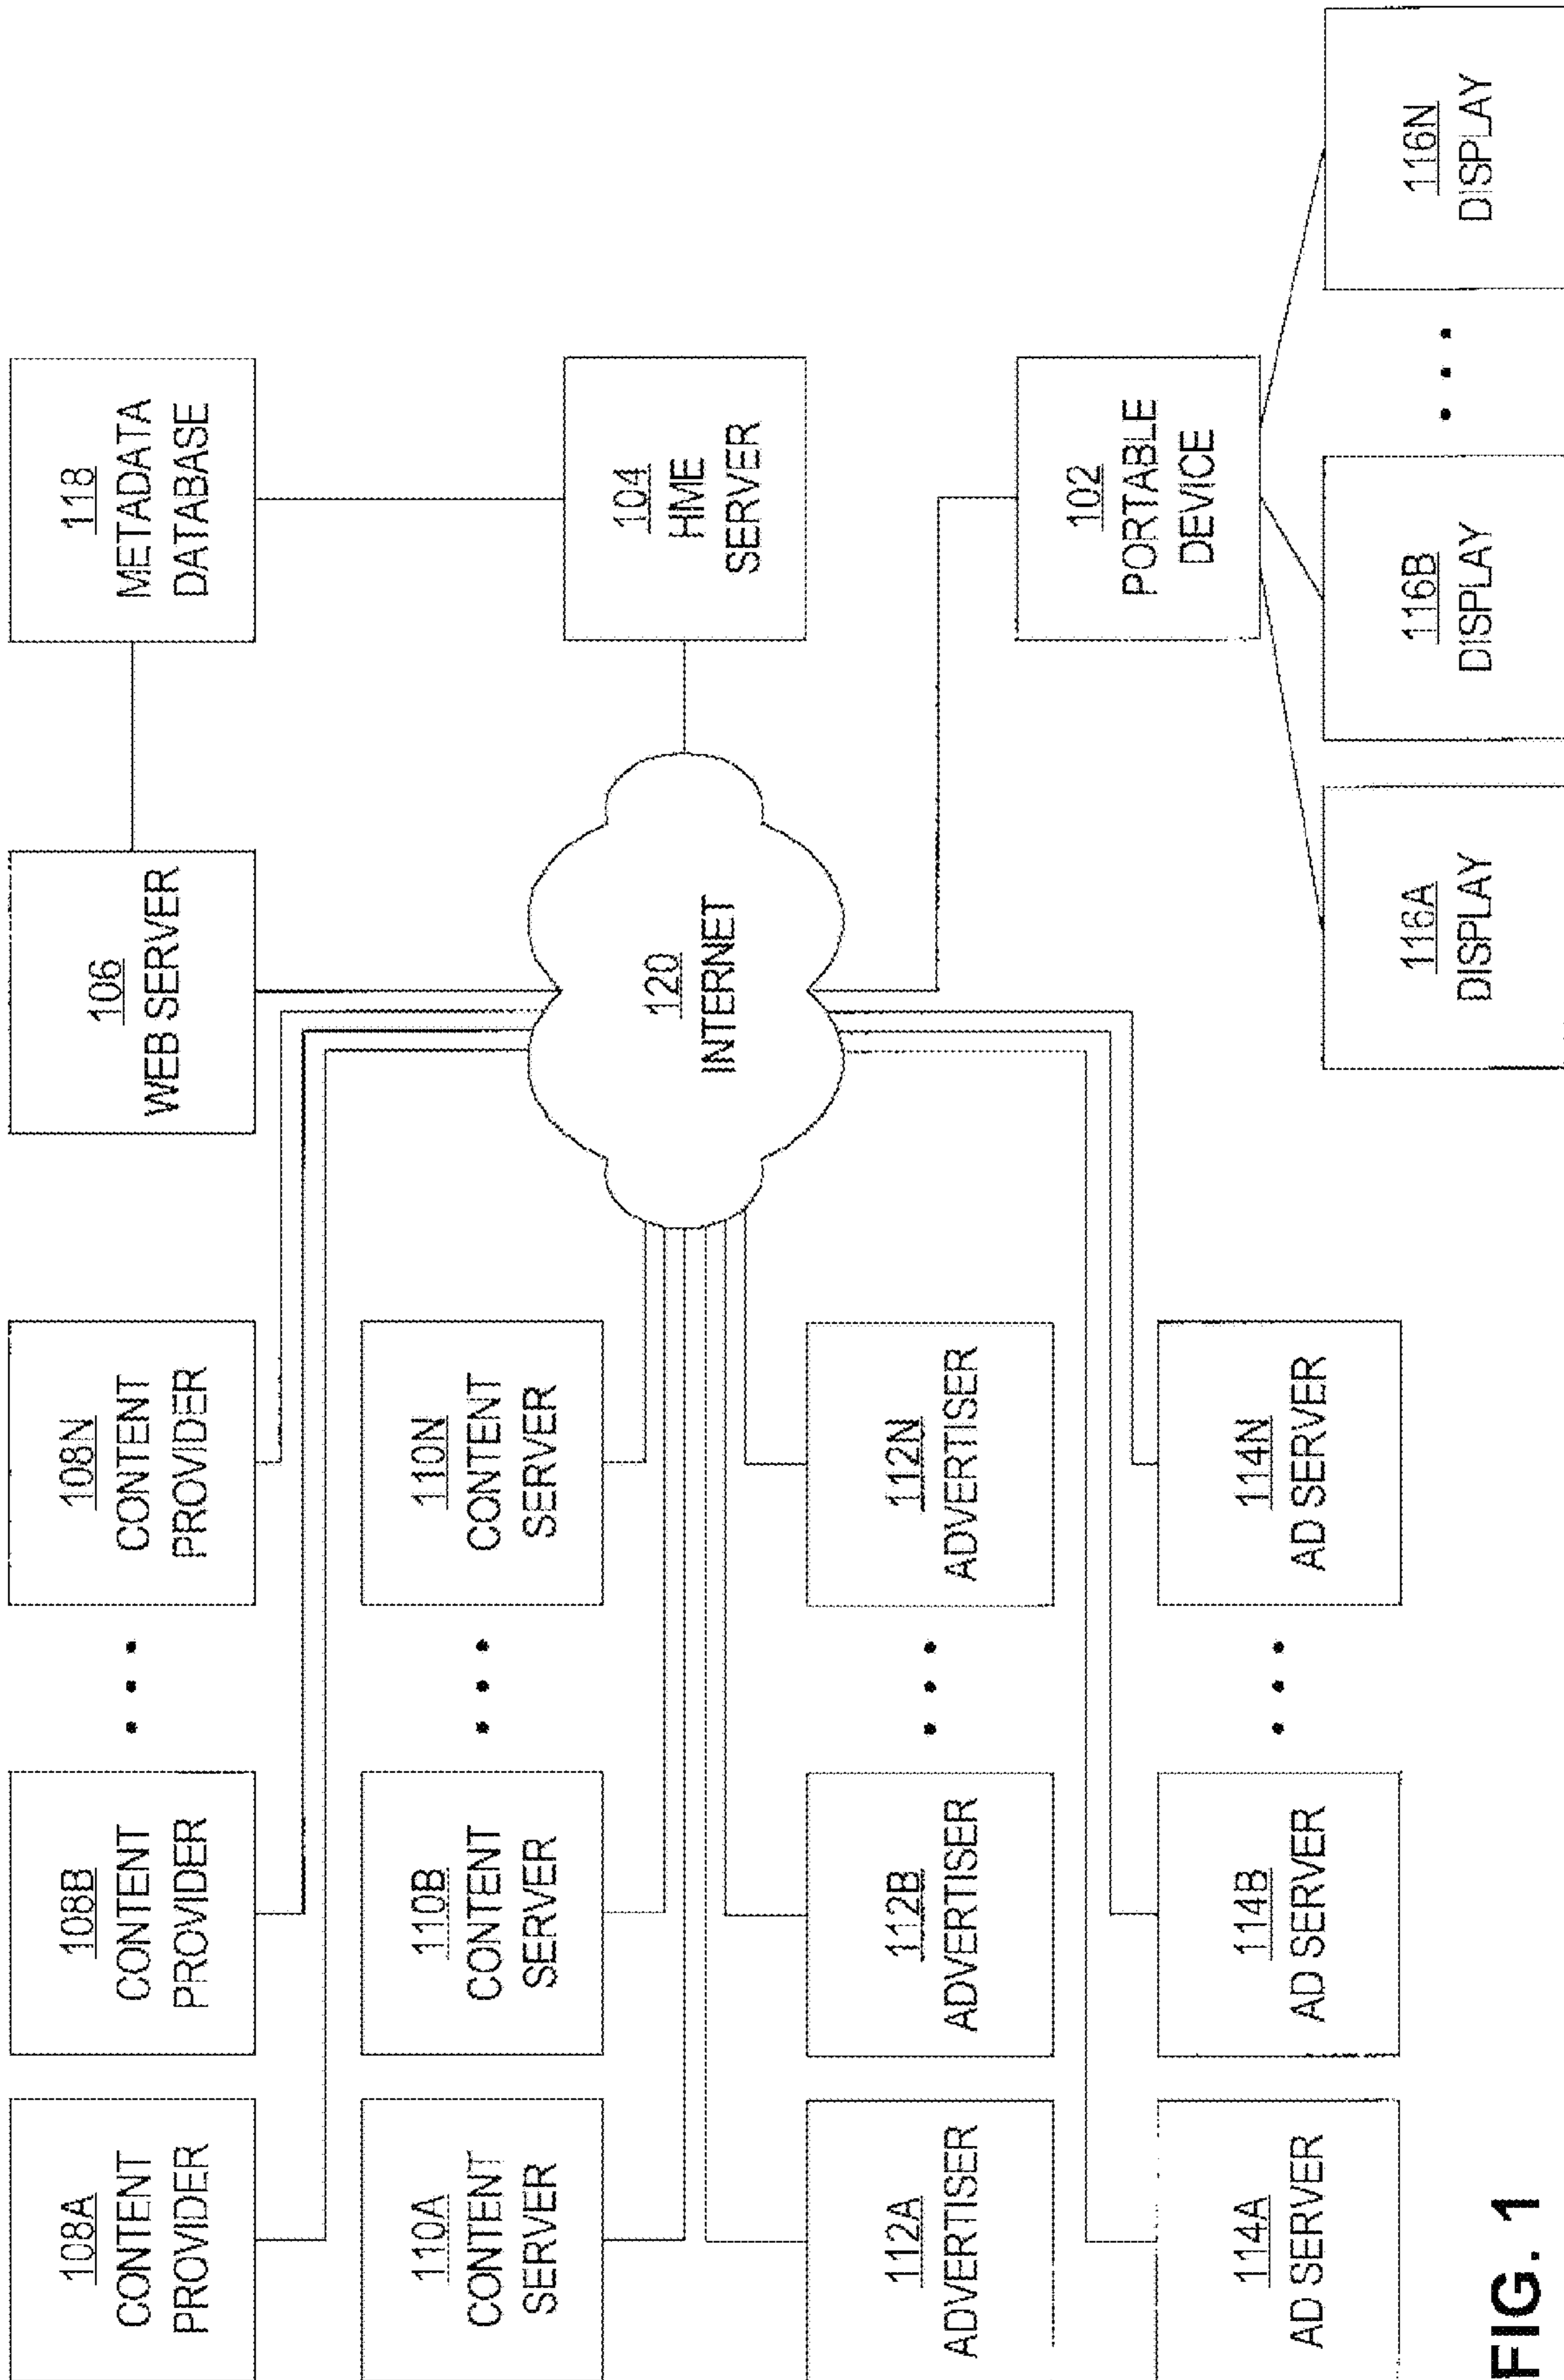 108A
CONTENT
PROVIDER
108B
CONTENT
PROVIDER
108N
CONTENT
PROVIDER
106
WEB SERVER
118
METADATA
DATABASE
110A
CONTENT
SERVER
110B
CONTENT
SERVER
110N
CONTENT
SERVER
120
INTERNET
104
HME
SERVER
112A
ADVERTISER
112B
ADVERTISER
112N
ADVERTISER
102
PORTABLE
DEVICE
114A
AD SERVER
114B
AD SERVER
114N
AD SERVER
116A
DISPLAY
116B
DISPLAY
116N
DISPLAY
FIG. 1